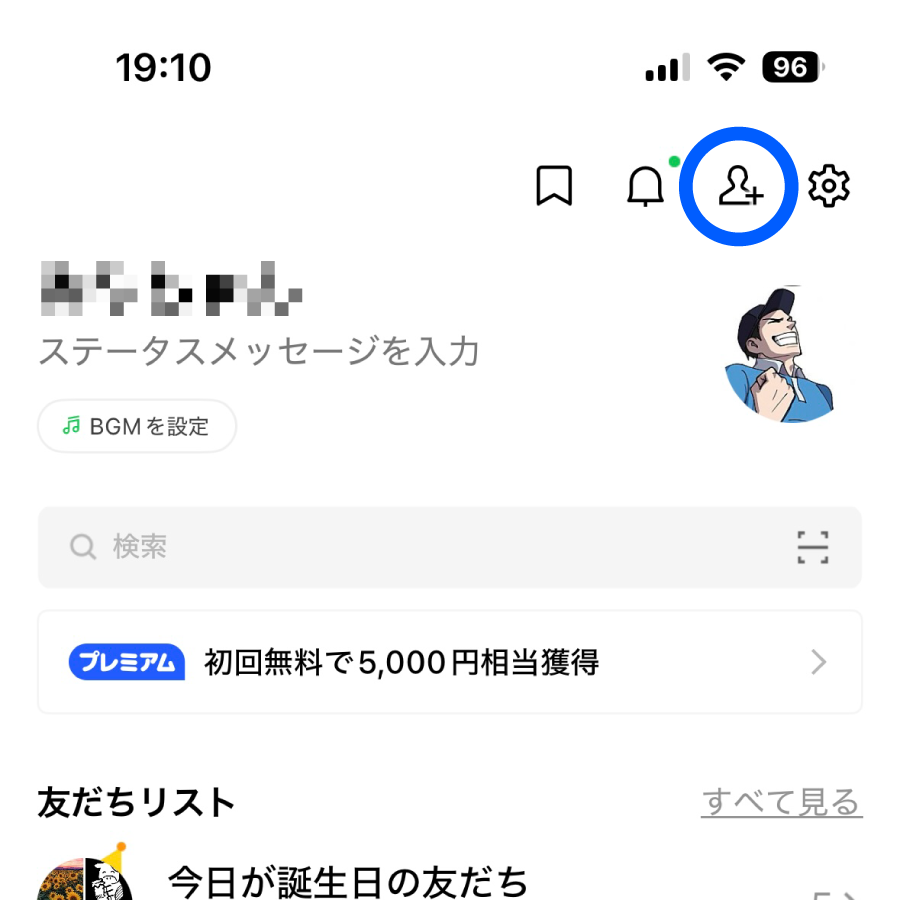 19:10
96
ステータスメッセージを入力
BGMを設定
検索
プレミアム 初回無料で5,000円相当獲得
友だちリスト
すべて見る
今日が誕生日の友だち